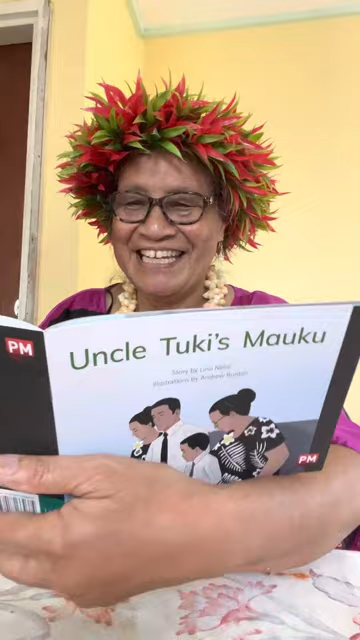 PM
Uncle Tuki's Mauku
Story by Lino Nelisi
Illustrations by Andrew Burdan
PM